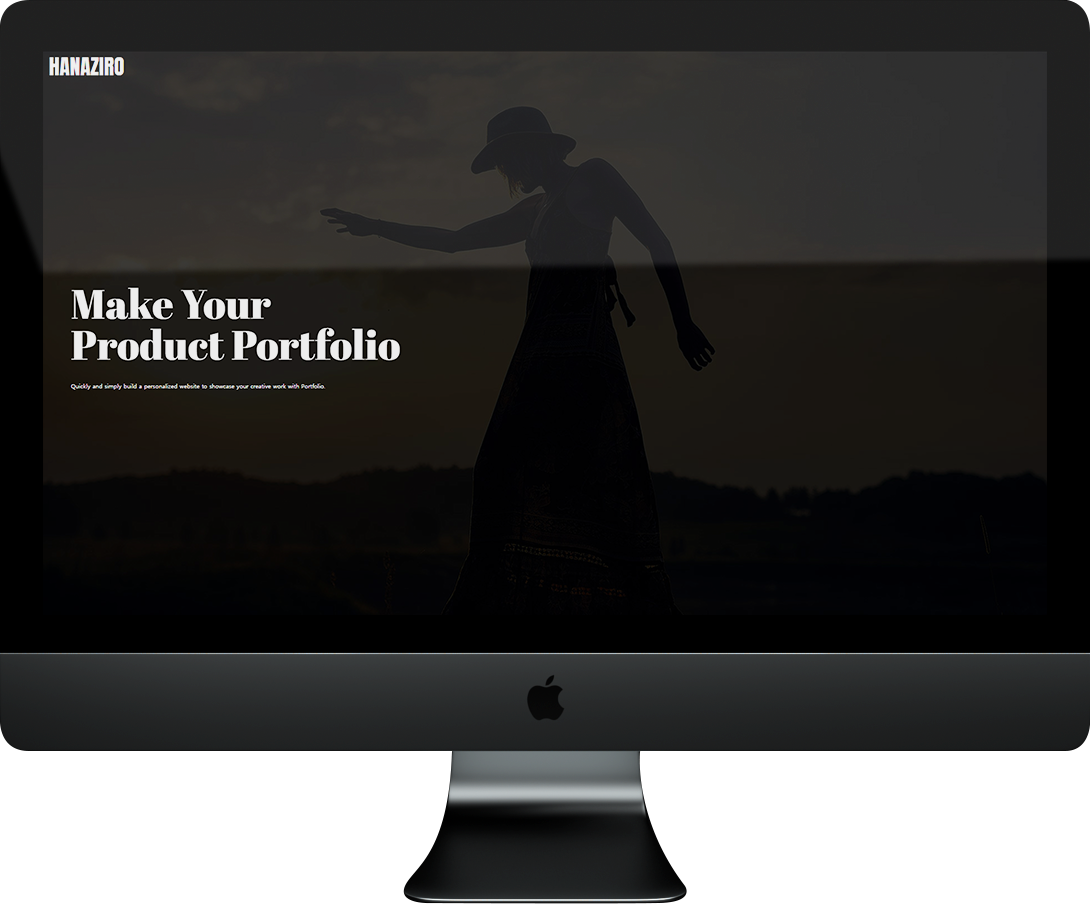 HANAZIRO
Make Your
Product Portfolio
Quickly and simply build a personalized website to showcase your creative work with Portfolio.